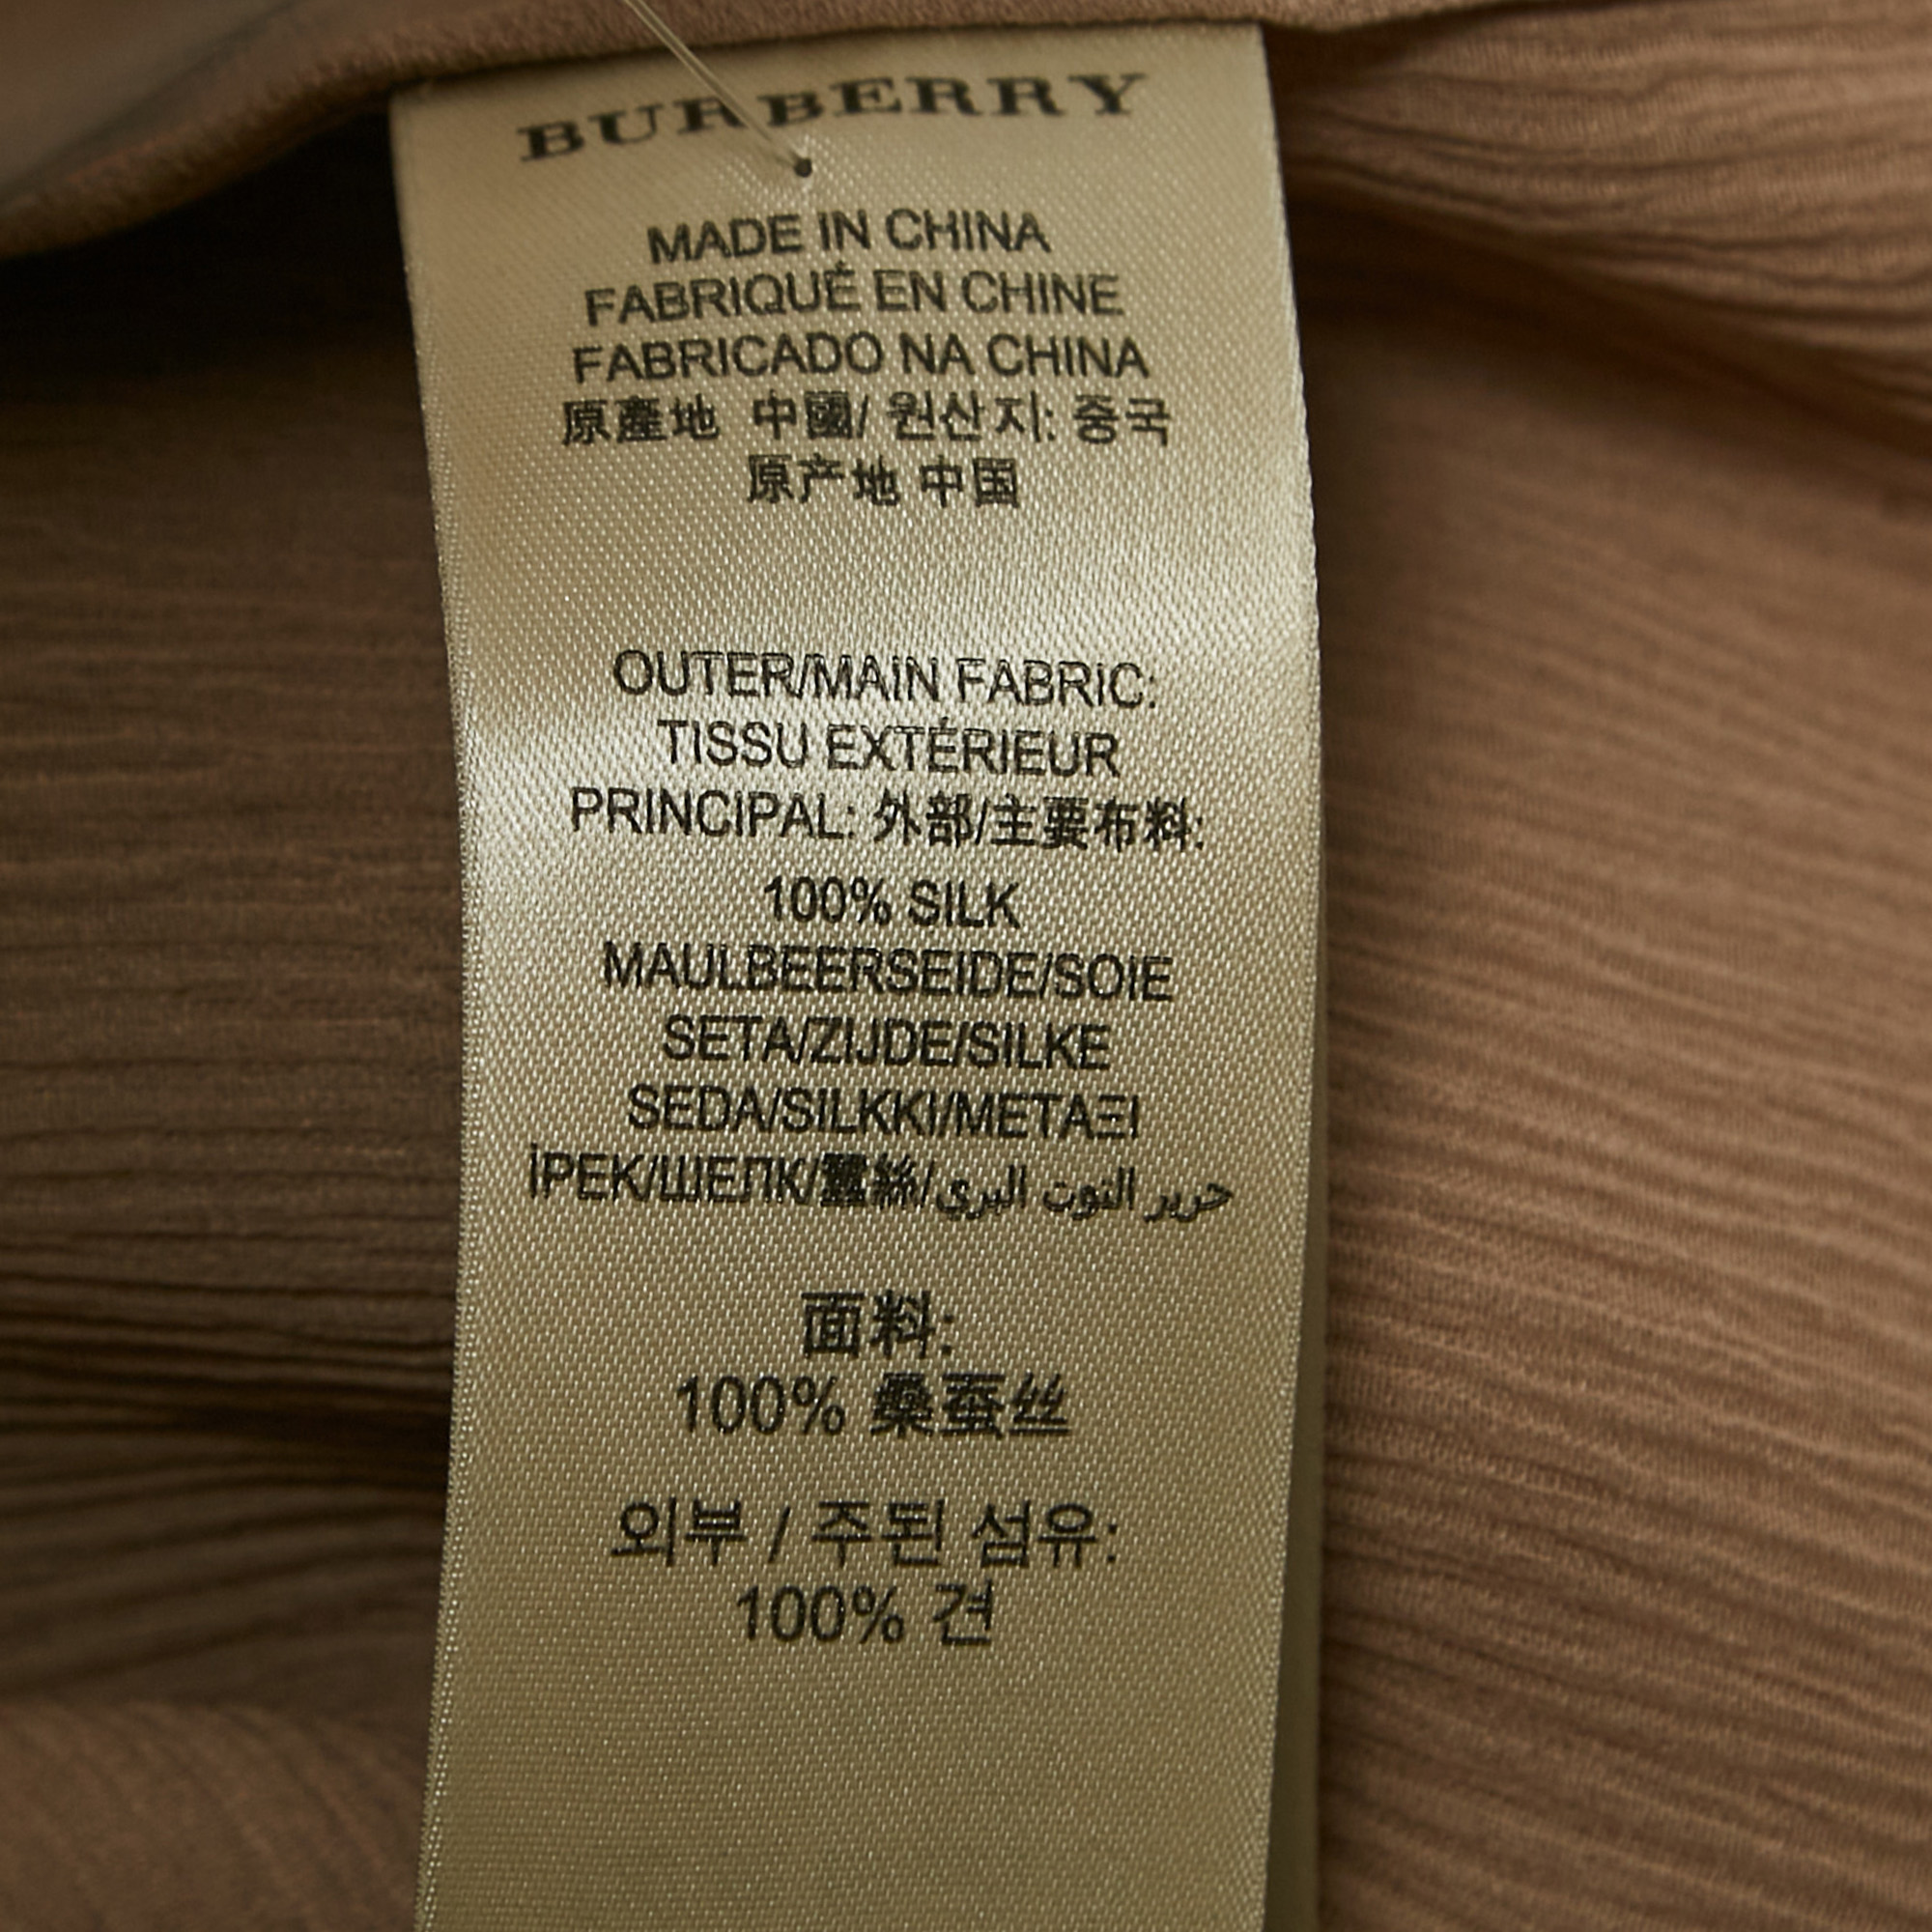 BURBERRY
MADE IN CHINA
FABRIQUÉ EN CHINE
FABRICADO NA CHINA
原產地 中國/ 원산지: 중국
原产地 中国
OUTER/MAIN FABRIC:
TISSU EXTÉRIEUR
PRINCIPAL: 外部/主要布料:
100% SILK
MAULBEERSEIDE/SOIE
SETA/ZIJDE/SILKE
SEDA/SILKKI/ΜΕΤΑΞΙ
İPEK/ШЕЛК/蠶絲/حرير التوت البري
面料:
100% 桑蚕丝
외부 / 주된 섬유:
100% 견